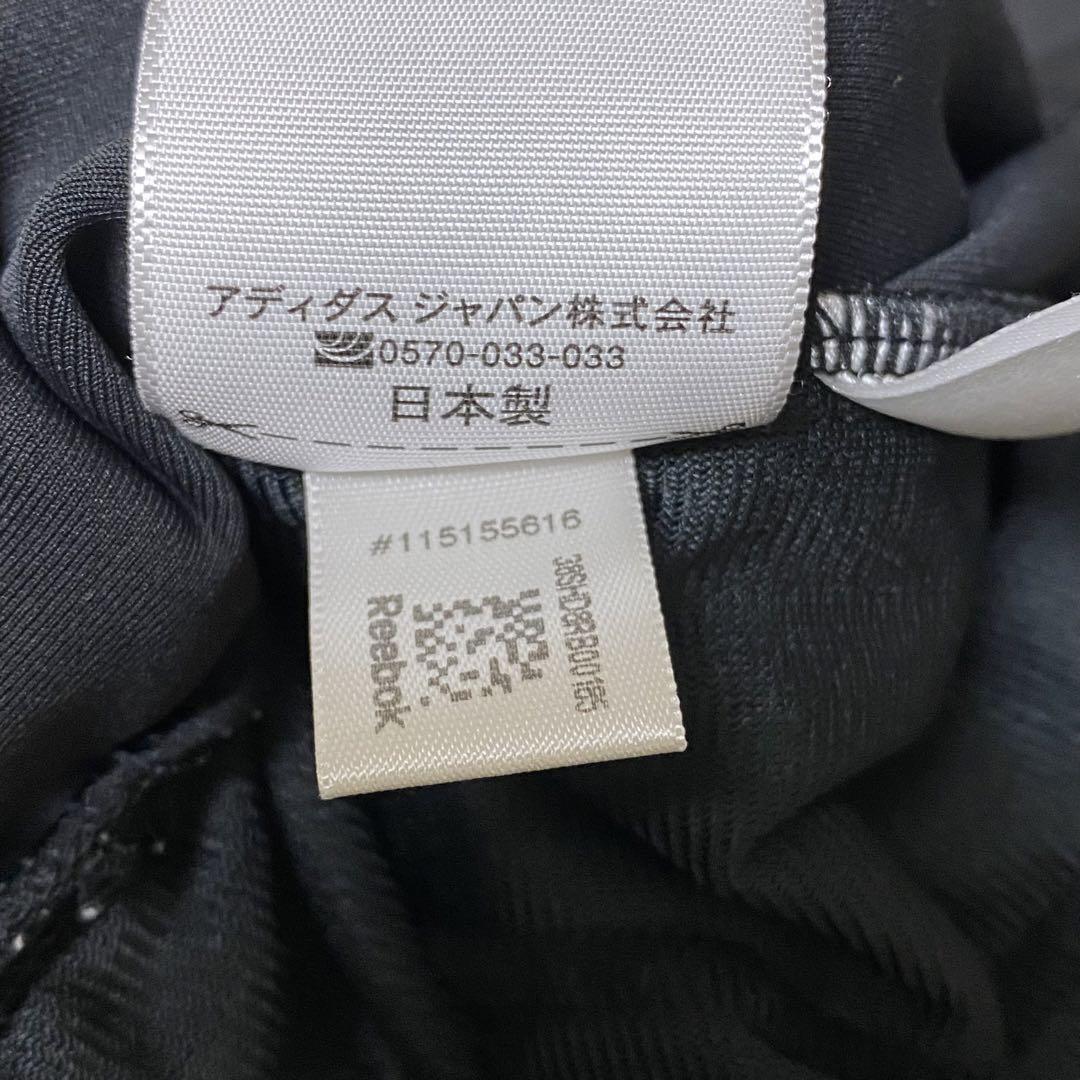 アディダス ジャパン株式会社
0570-033-033
日本製
#115155616
Reebok